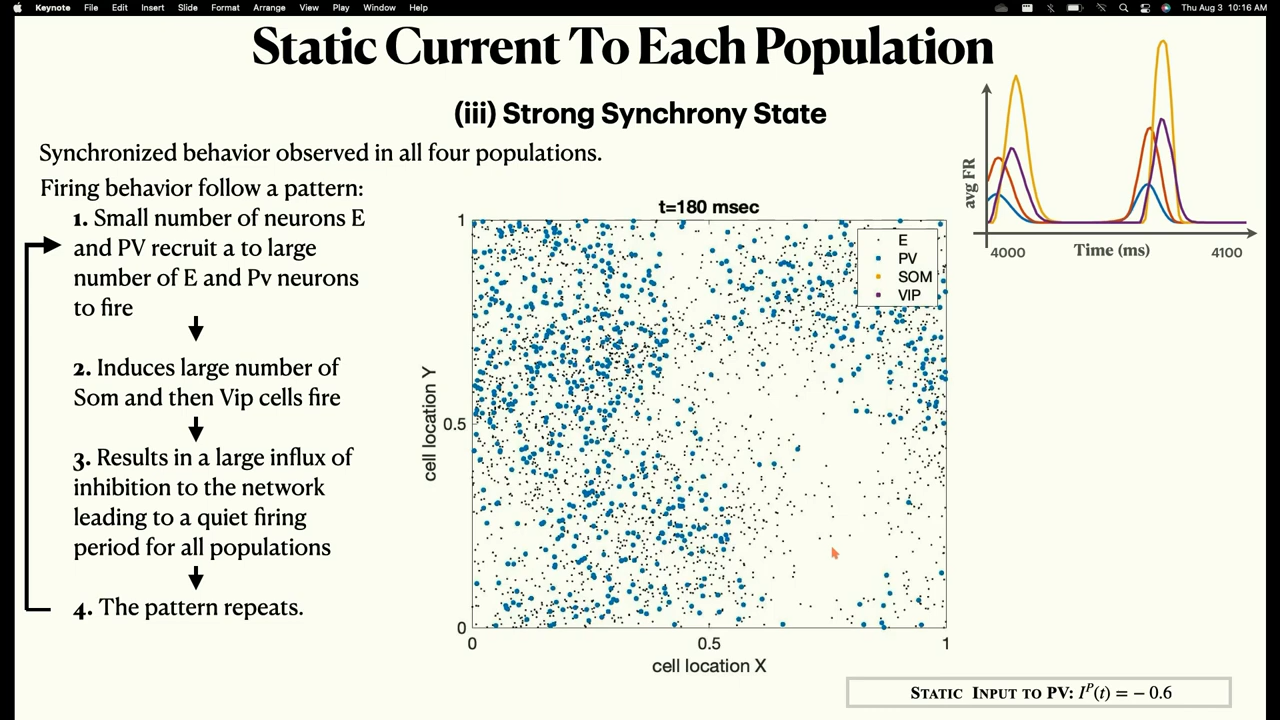 Keynote File Edit Insert Slide Format Arrange View Play Window Help Thu Aug 3 10:16 AM
Static Current To Each Population
(iii) Strong Synchrony State
Synchronized behavior observed in all four populations.
Firing behavior follow a pattern:
1. Small number of neurons E
and PV recruit a to large
number of E and Pv neurons
to fire
2. Induces large number of
Som and then Vip cells fire
3. Results in a large influx of
inhibition to the network
leading to a quiet firing
period for all populations
4. The pattern repeats.
t=180 msec
1
0.5
0
cell location Y
E
PV
SOM
VIP
0 0.5 1
cell location X
avg FR
4000 Time (ms) 4100
STATIC INPUT TO PV: I^P(t) = − 0.6